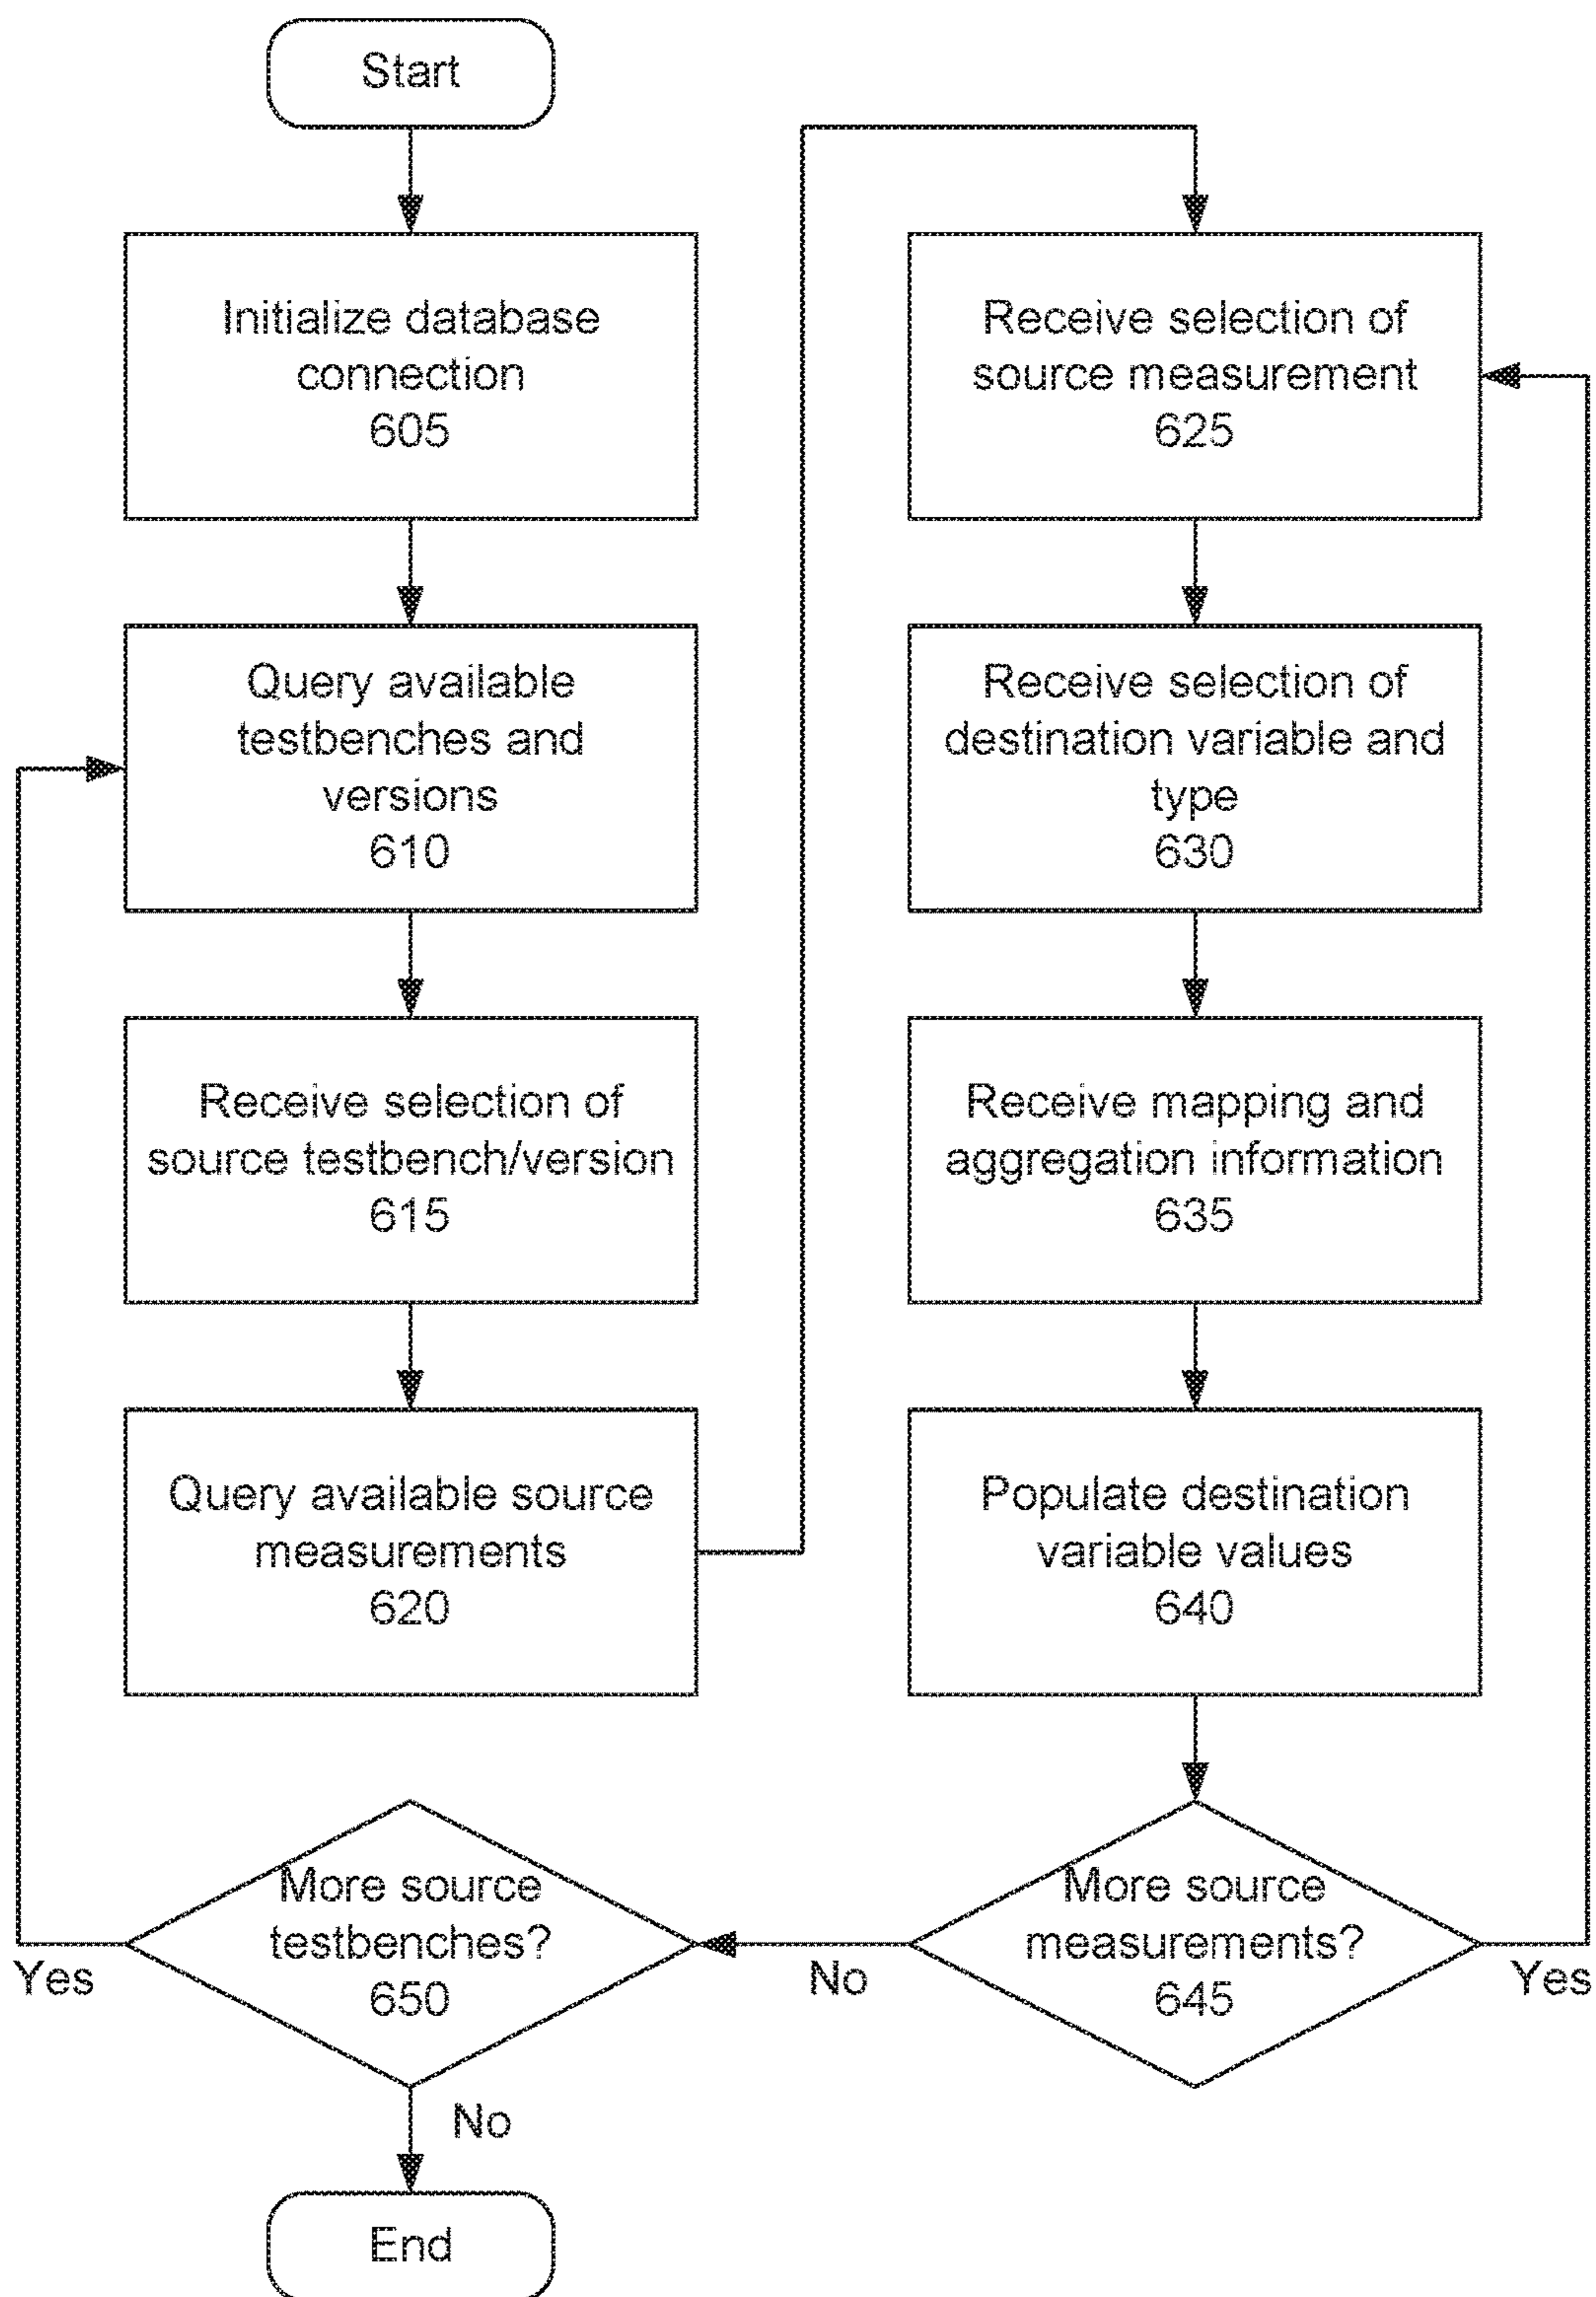 Start
Initialize database
connection
605
Query available
testbenches and
versions
610
Receive selection of
source testbench/version
615
Query available source
measurements
620
Receive selection of
source measurement
625
Receive selection of
destination variable and
type
630
Receive mapping and
aggregation information
635
Populate destination
variable values
640
More source
measurements?
645
Yes
No
More source
testbenches?
650
Yes
No
End